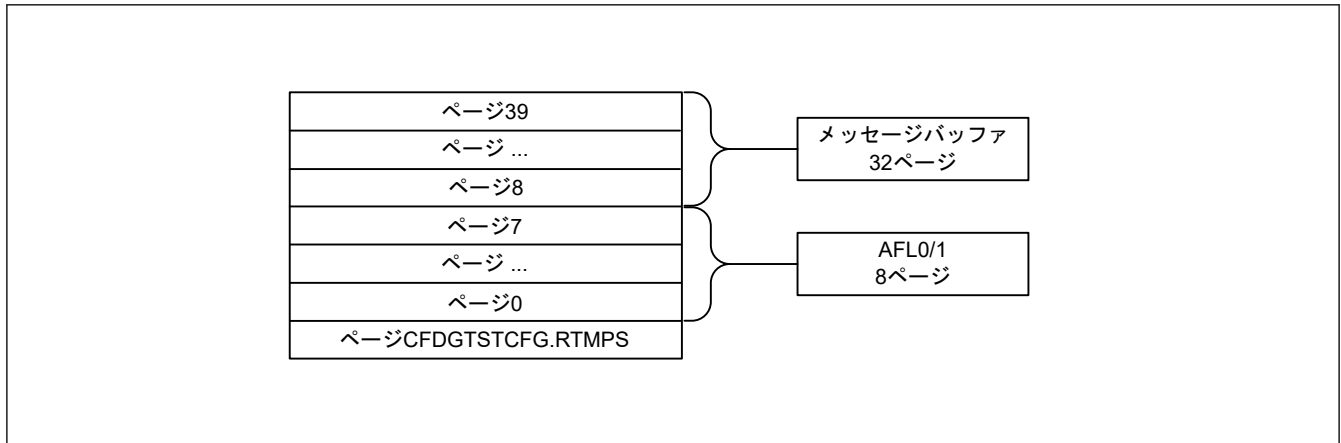 ページ39
ページ ...
ページ8
ページ7
ページ ...
ページ0
ページCFDGTSTCFG.RTMPS
メッセージバッファ
32ページ
AFL0/1
8ページ